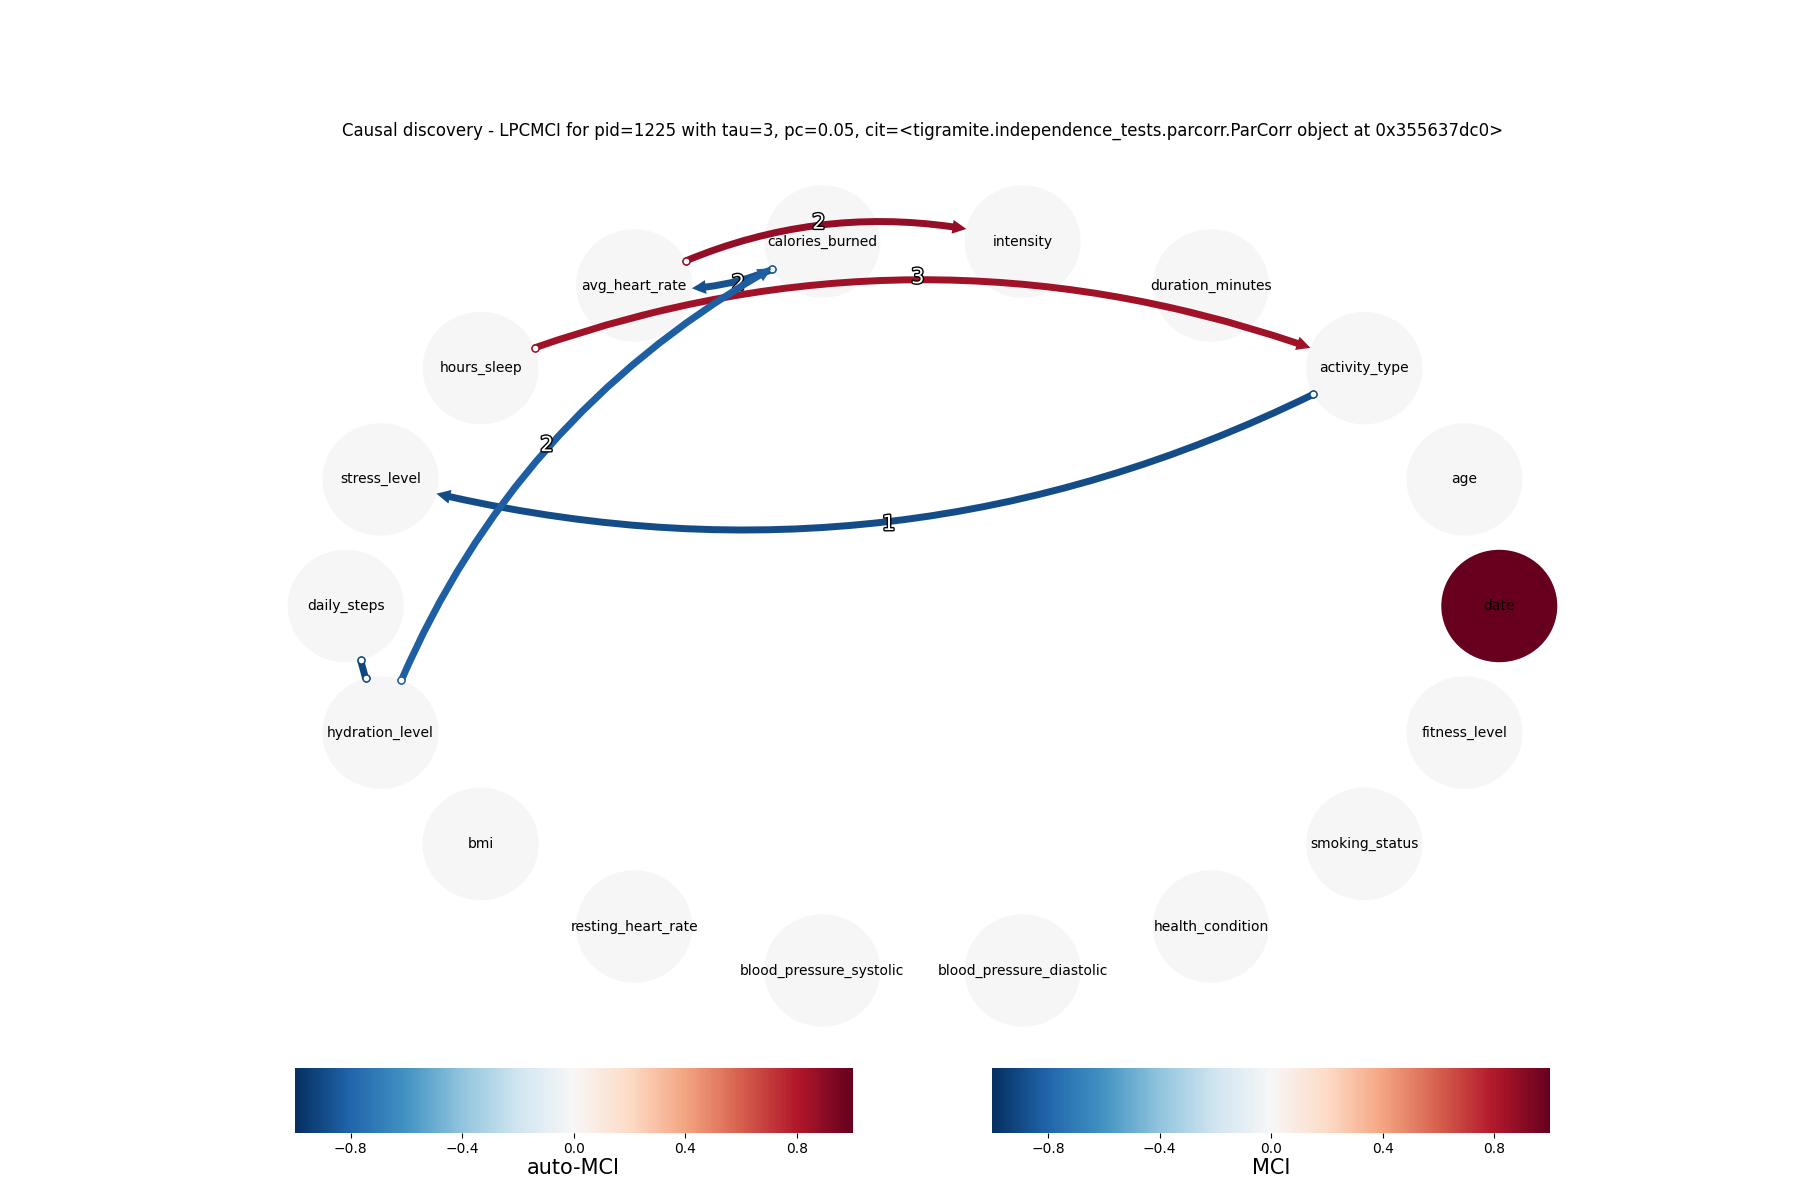 Causal discovery - LPCMCI for pid=1225 with tau=3, pc=0.05, cit=<tigramite.independence_tests.parcorr.ParCorr object at 0x355637dc0>
2
calories_burned
intensity
avg_heart_rate
2
3
duration_minutes
hours_sleep
activity_type
2
stress_level
age
1
daily_steps
date
hydration_level
fitness_level
bmi
smoking_status
resting_heart_rate
health_condition
blood_pressure_systolic
blood_pressure_diastolic
−0.8 −0.4 0.0 0.4 0.8
auto-MCI
−0.8 −0.4 0.0 0.4 0.8
MCI